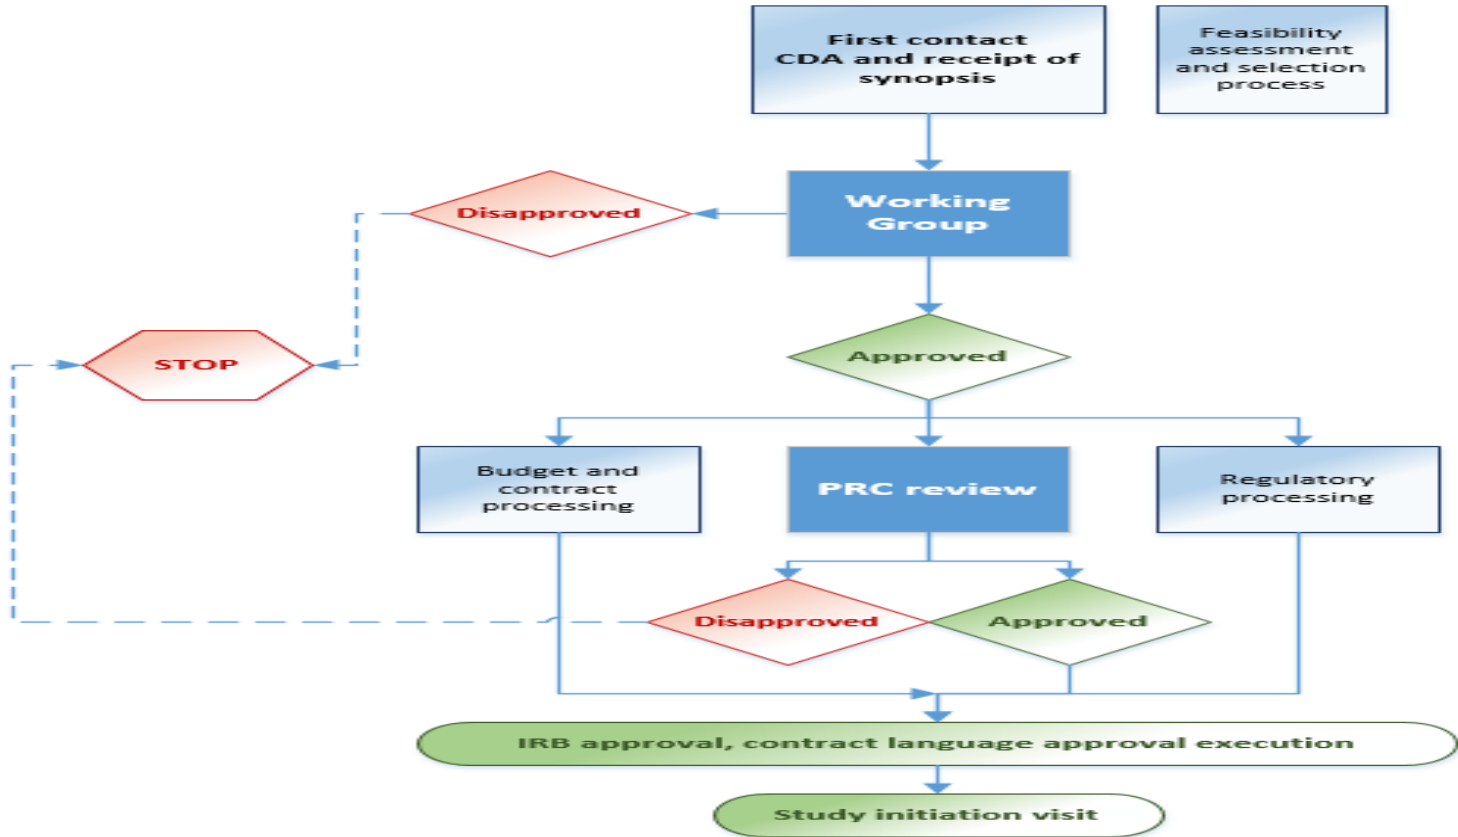 First contact
CDA and receipt of
synopsis
Feasibility
assessment
and selection
process
Working
Group
Disapproved
STOP
Approved
Budget and
contract
processing
PRC review
Regulatory
processing
Disapproved
Approved
IRB approval, contract language approval execution
Study initiation visit